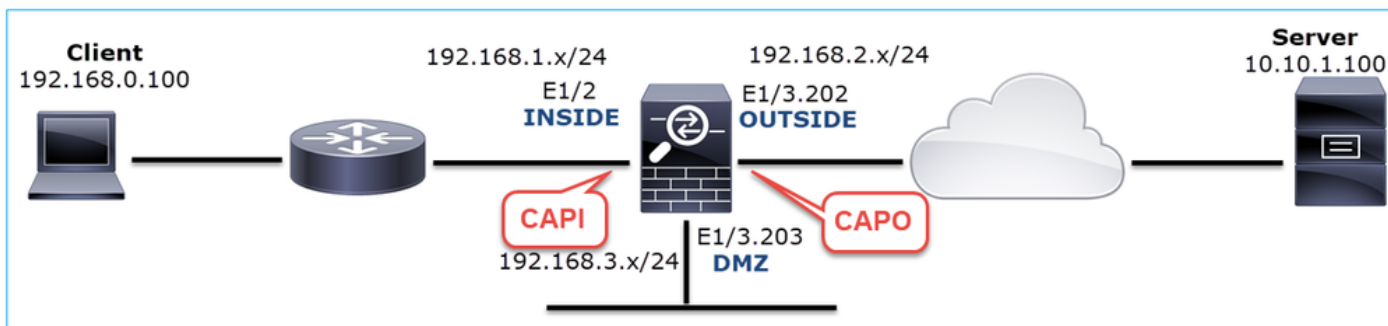 Client
192.168.0.100
192.168.1.x/24
E1/2
INSIDE
192.168.2.x/24
E1/3.202
OUTSIDE
Server
10.10.1.100
CAPI
CAPO
E1/3.203
192.168.3.x/24
DMZ